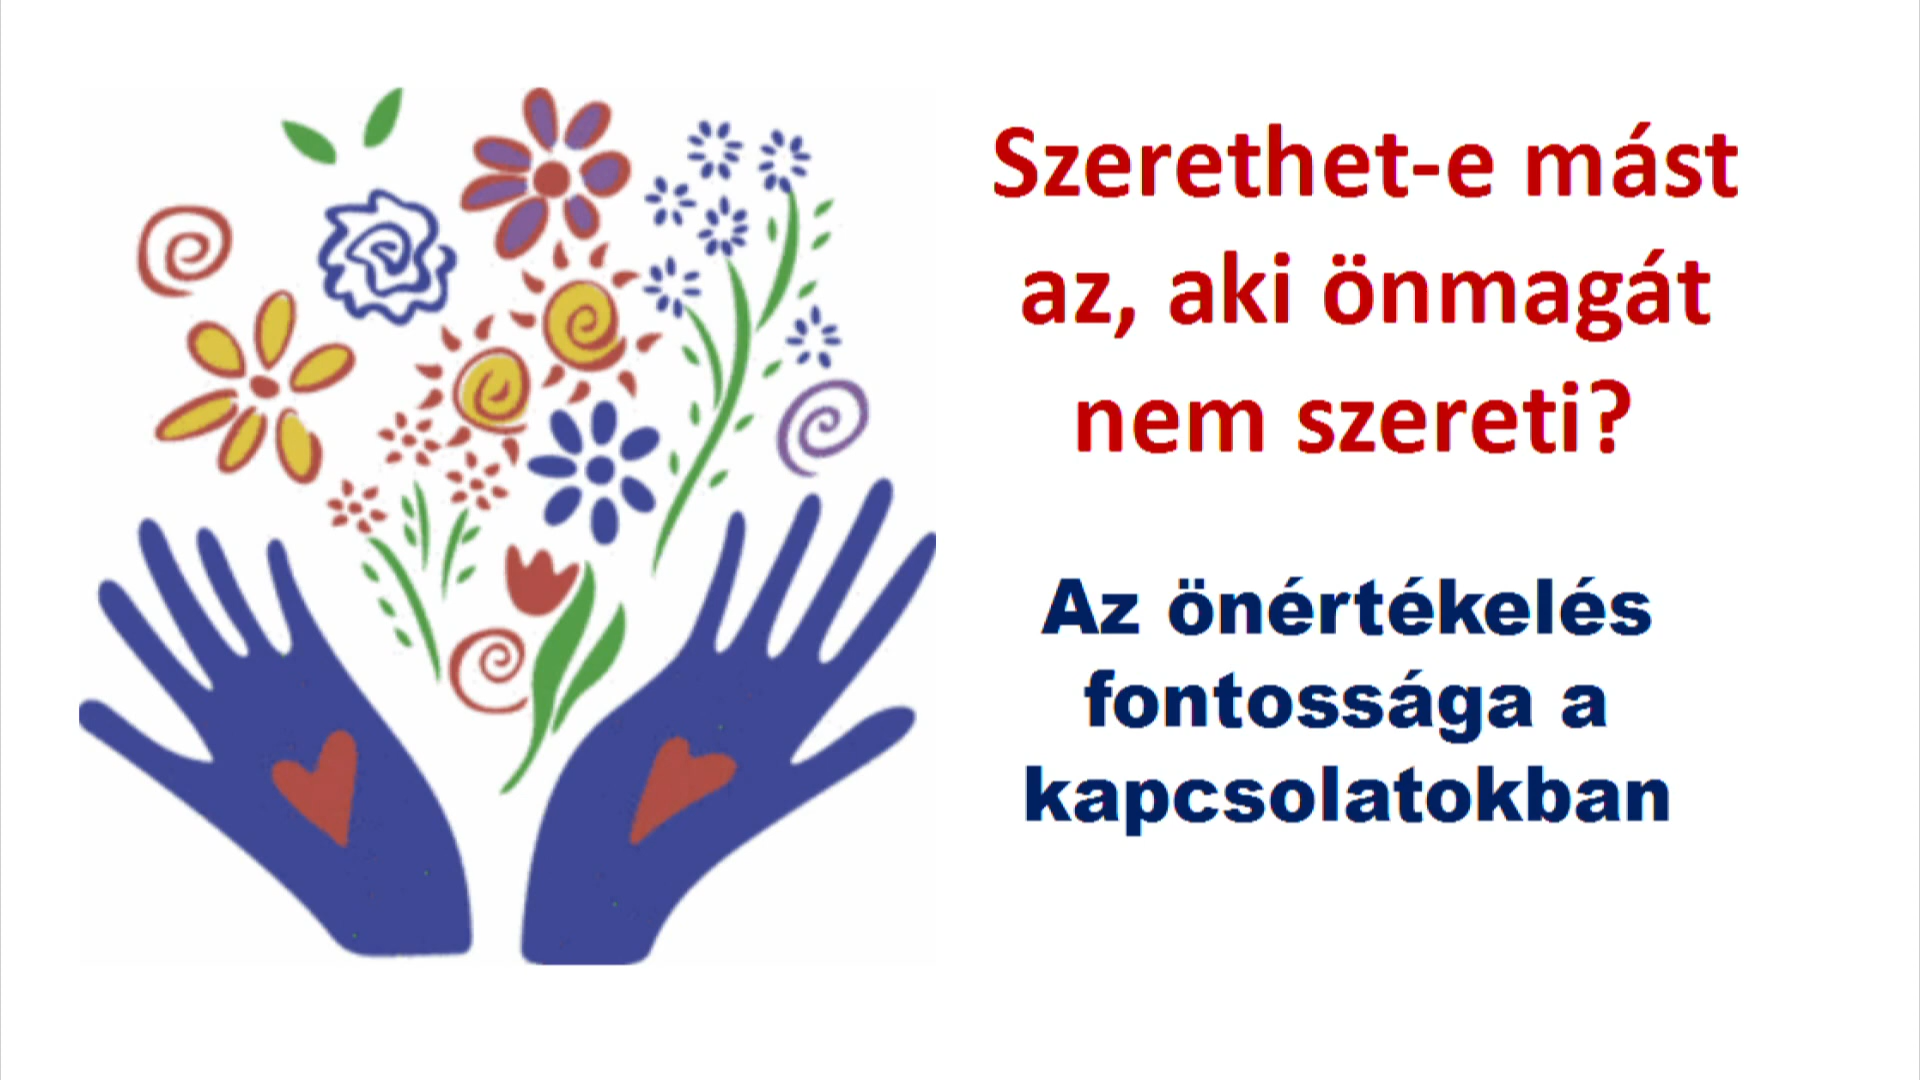 Szerethet-e mást
az, aki önmagát
nem szereti?
Az önértékelés
fontossága a
kapcsolatokban